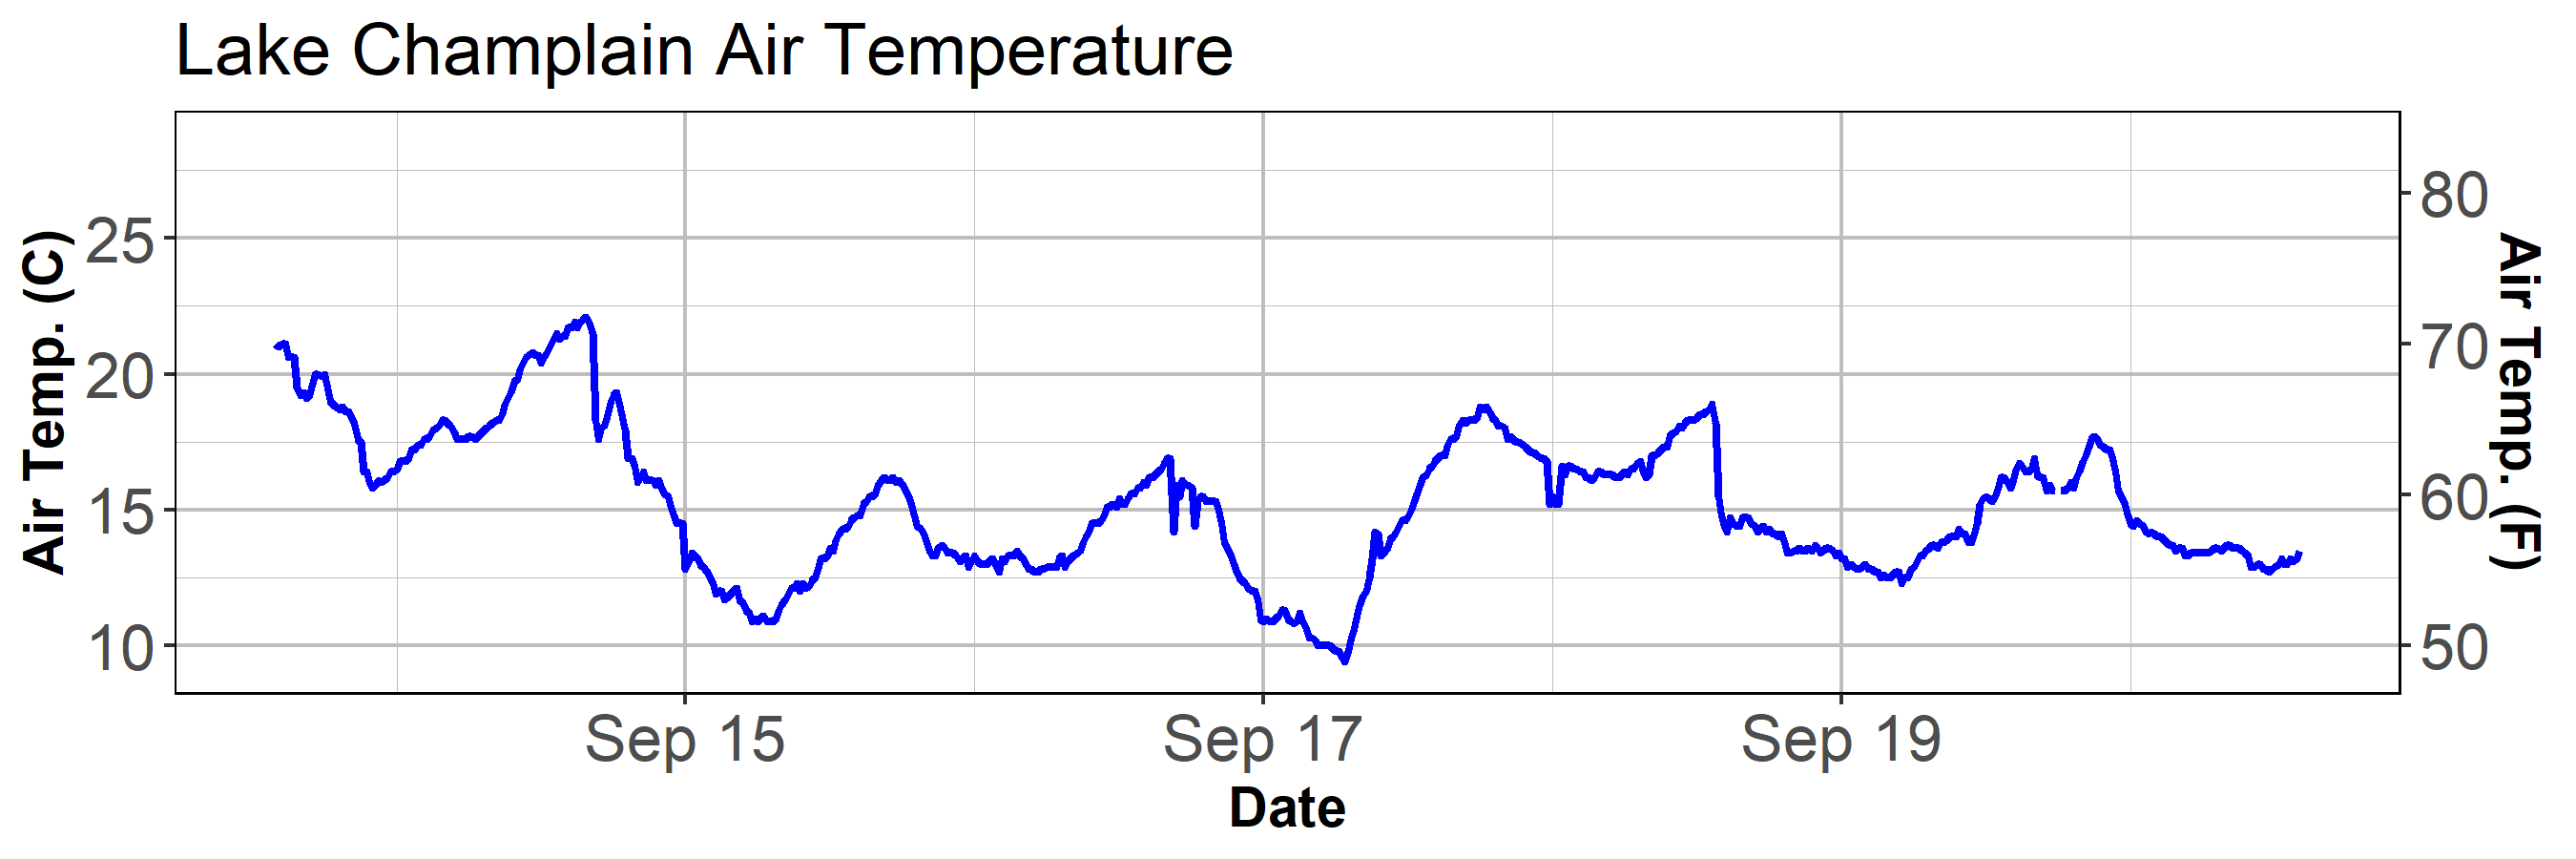 Lake Champlain Air Temperature
Air Temp. (C)
25
20
15
10
80
70
60
50
Air Temp. (F)
Sep 15 Sep 17 Sep 19
Date